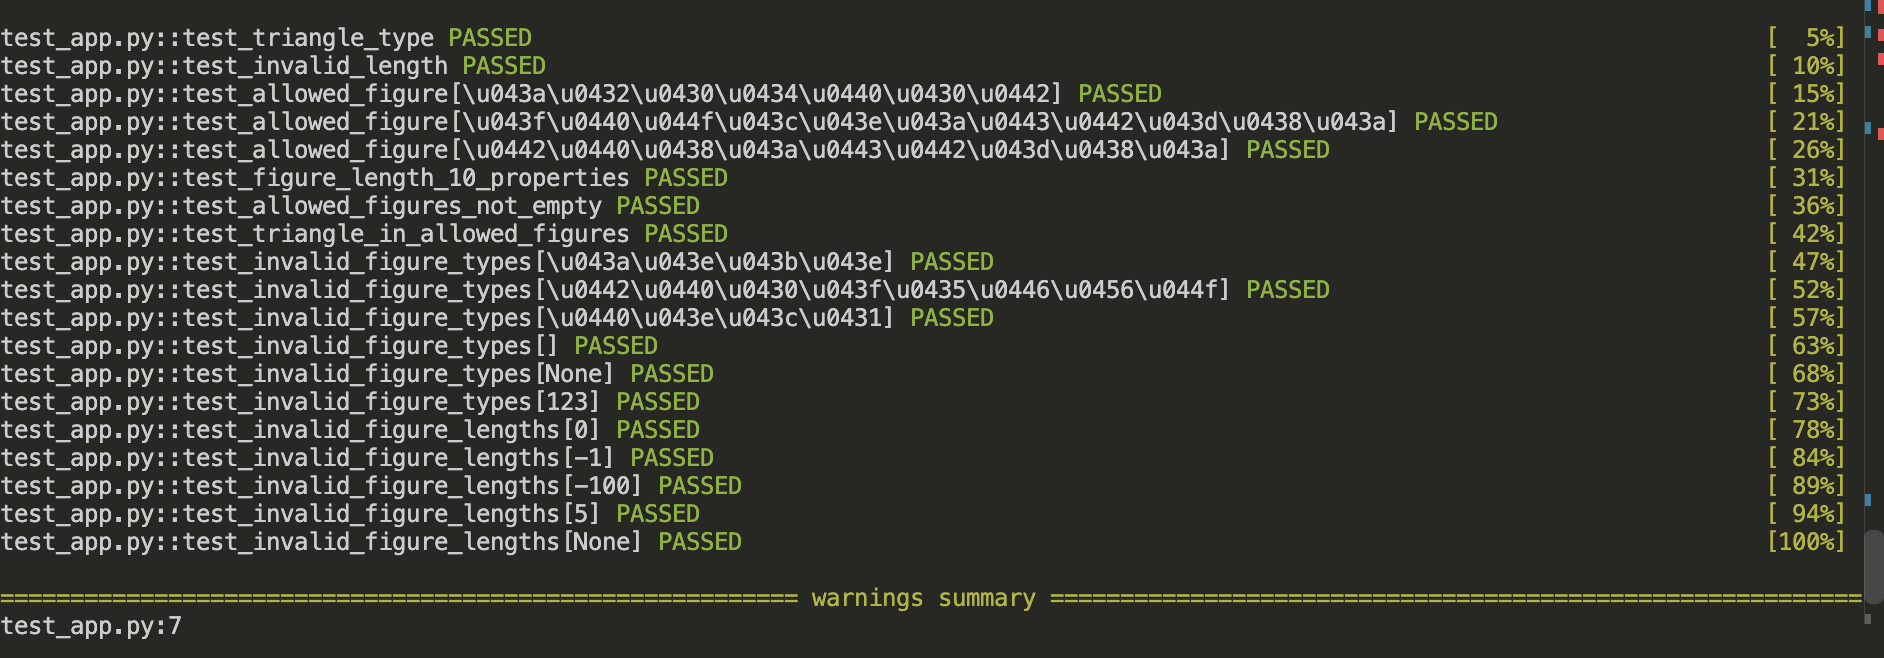 test_app.py::test_triangle_type PASSED [  5%]
test_app.py::test_invalid_length PASSED [ 10%]
test_app.py::test_allowed_figure[\u043a\u0432\u0430\u0434\u0440\u0430\u0442] PASSED [ 15%]
test_app.py::test_allowed_figure[\u043f\u0440\u044f\u043c\u043e\u043a\u0443\u0442\u043d\u0438\u043a] PASSED [ 21%]
test_app.py::test_allowed_figure[\u0442\u0440\u0438\u043a\u0443\u0442\u043d\u0438\u043a] PASSED [ 26%]
test_app.py::test_figure_length_10_properties PASSED [ 31%]
test_app.py::test_allowed_figures_not_empty PASSED [ 36%]
test_app.py::test_triangle_in_allowed_figures PASSED [ 42%]
test_app.py::test_invalid_figure_types[\u043a\u043e\u043b\u043e] PASSED [ 47%]
test_app.py::test_invalid_figure_types[\u0442\u0440\u0430\u043f\u0435\u0446\u0456\u044f] PASSED [ 52%]
test_app.py::test_invalid_figure_types[\u0440\u043e\u043c\u0431] PASSED [ 57%]
test_app.py::test_invalid_figure_types[] PASSED [ 63%]
test_app.py::test_invalid_figure_types[None] PASSED [ 68%]
test_app.py::test_invalid_figure_types[123] PASSED [ 73%]
test_app.py::test_invalid_figure_lengths[0] PASSED [ 78%]
test_app.py::test_invalid_figure_lengths[-1] PASSED [ 84%]
test_app.py::test_invalid_figure_lengths[-100] PASSED [ 89%]
test_app.py::test_invalid_figure_lengths[5] PASSED [ 94%]
test_app.py::test_invalid_figure_lengths[None] PASSED [100%]
========================================================= warnings summary ==========================================================
test_app.py:7